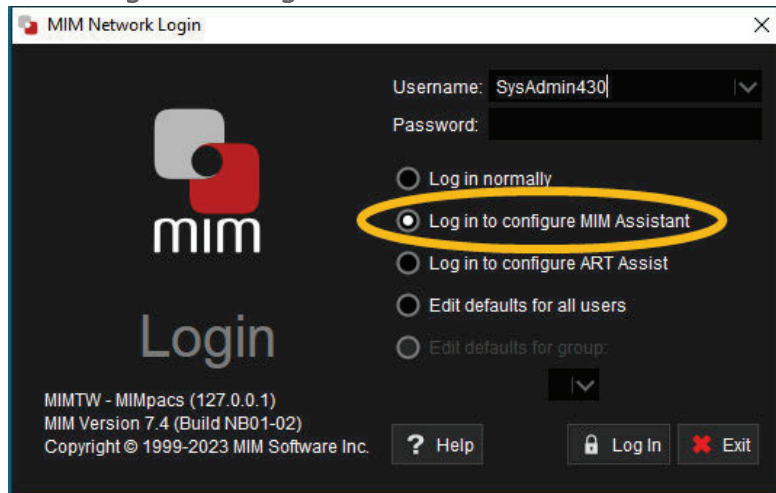 MIM Network Login
Username: SysAdmin430
Password:
Log in normally
Log in to configure MIM Assistant
Log in to configure ART Assist
Edit defaults for all users
Edit defaults for group:
mim
Login
MIMTW - MIMpacs (127.0.0.1)
MIM Version 7.4 (Build NB01-02)
Copyright © 1999-2023 MIM Software Inc.
? Help
Log In
Exit